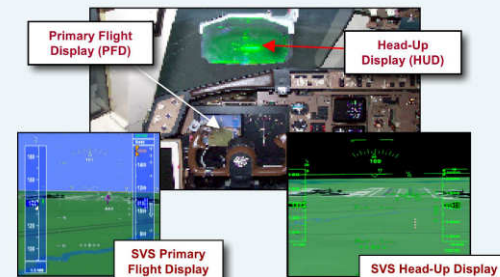 Primary Flight
Display (PFD)
Head-Up
Display (HUD)
SVS Primary
Flight Display
SVS Head-Up Display